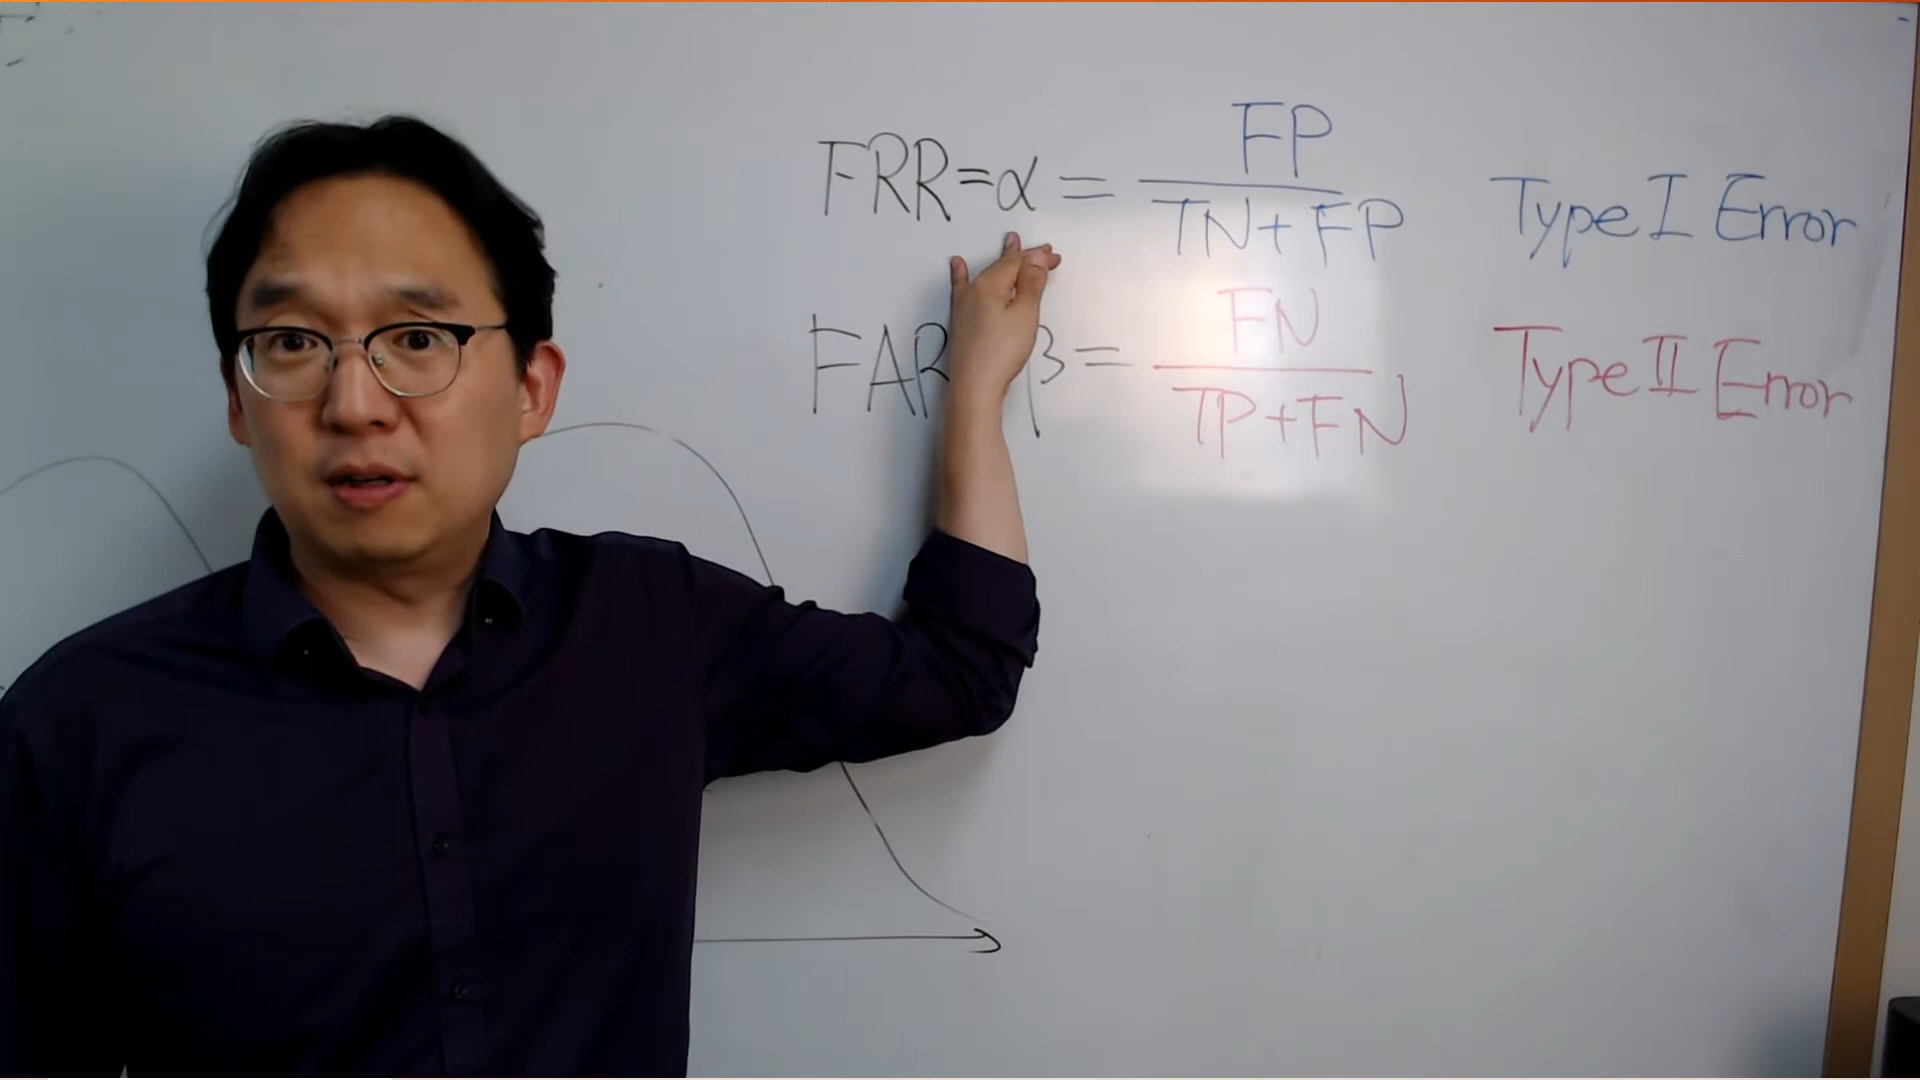 FRR=α = FP / TN+FP Type I Error
FAR β = FN / TP+FN Type II Error